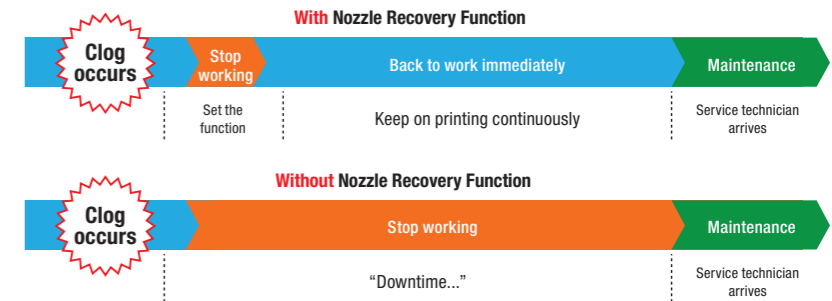 With Nozzle Recovery Function
Clog
occurs
Stop
working
Back to work immediately
Maintenance
Set the
function
Keep on printing continuously
Service technician
arrives
Without Nozzle Recovery Function
Clog
occurs
Stop working
Maintenance
“Downtime...”
Service technician
arrives